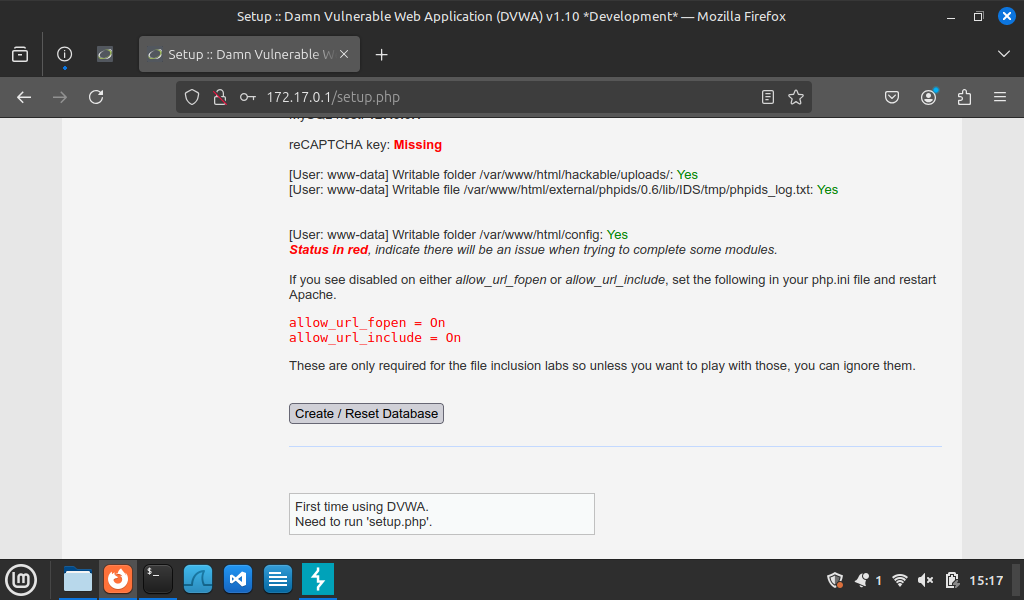 Setup :: Damn Vulnerable Web Application (DVWA) v1.10 *Development* — Mozilla Firefox
Setup :: Damn Vulnerable W
172.17.0.1/setup.php
reCAPTCHA key: Missing
[User: www-data] Writable folder /var/www/html/hackable/uploads/: Yes
[User: www-data] Writable file /var/www/html/external/phpids/0.6/lib/IDS/tmp/phpids_log.txt: Yes
[User: www-data] Writable folder /var/www/html/config: Yes
Status in red, indicate there will be an issue when trying to complete some modules.
If you see disabled on either allow_url_fopen or allow_url_include, set the following in your php.ini file and restart
Apache.
allow_url_fopen = On
allow_url_include = On
These are only required for the file inclusion labs so unless you want to play with those, you can ignore them.
Create / Reset Database
First time using DVWA.
Need to run 'setup.php'.
$_
1
15:17